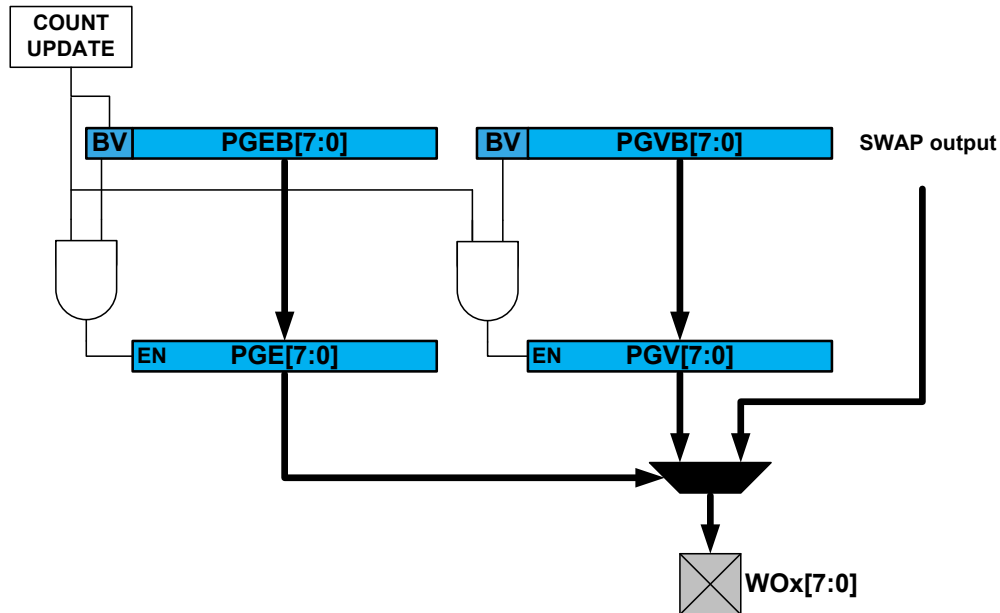 COUNT
UPDATE
BV
PGEB[7:0]
BV
PGVB[7:0]
SWAP output
EN
PGE[7:0]
EN
PGV[7:0]
WOx[7:0]